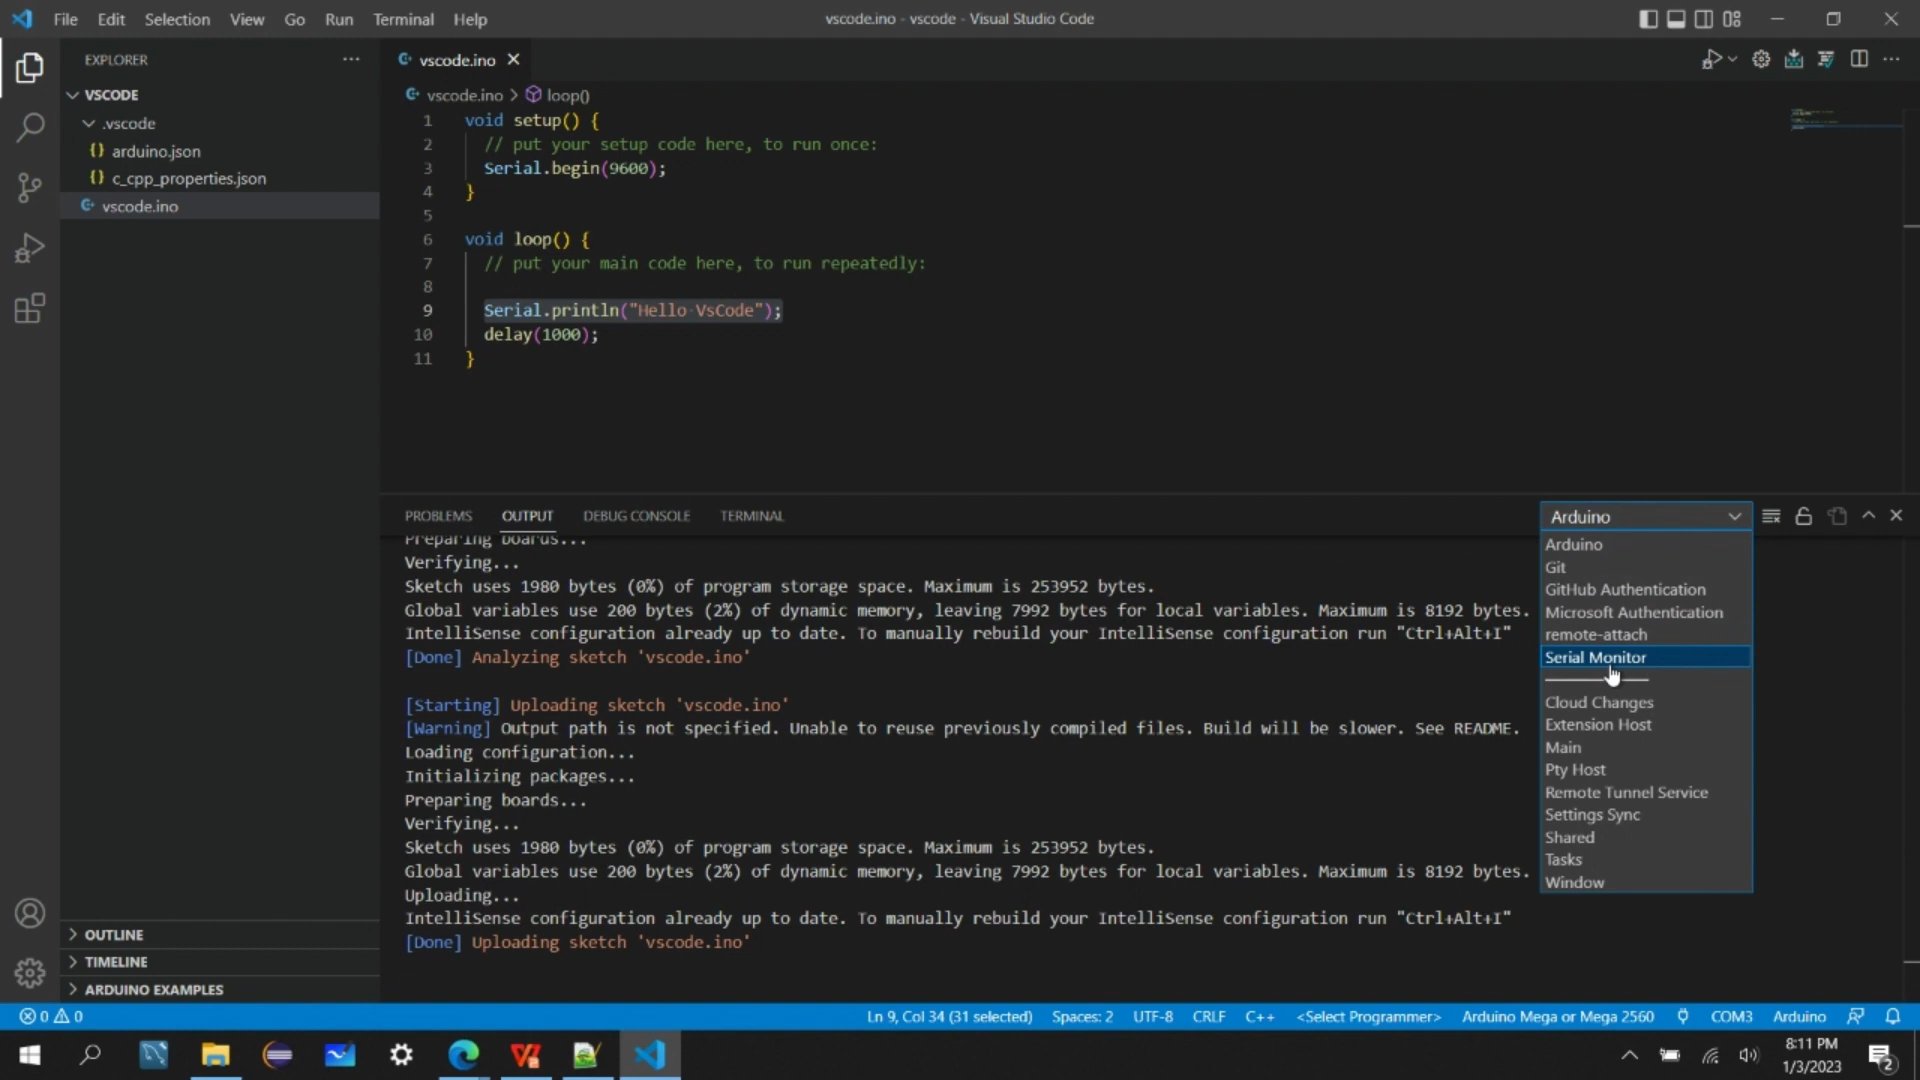 File Edit Selection View Go Run Terminal Help
vscode.ino - vscode - Visual Studio Code
EXPLORER
VSCODE
.vscode
{} arduino.json
{} c_cpp_properties.json
vscode.ino
OUTLINE
TIMELINE
ARDUINO EXAMPLES
vscode.ino
vscode.ino > loop()
1 void setup() {
2 // put your setup code here, to run once:
3 Serial.begin(9600);
4 }
5
6 void loop() {
7 // put your main code here, to run repeatedly:
8
9 Serial.println("Hello VsCode");
10 delay(1000);
11 }
PROBLEMS OUTPUT DEBUG CONSOLE TERMINAL
Preparing boards...
Verifying...
Sketch uses 1980 bytes (0%) of program storage space. Maximum is 253952 bytes.
Global variables use 200 bytes (2%) of dynamic memory, leaving 7992 bytes for local variables. Maximum is 8192 bytes.
IntelliSense configuration already up to date. To manually rebuild your IntelliSense configuration run "Ctrl+Alt+I"
[Done] Analyzing sketch 'vscode.ino'
[Starting] Uploading sketch 'vscode.ino'
[Warning] Output path is not specified. Unable to reuse previously compiled files. Build will be slower. See README.
Loading configuration...
Initializing packages...
Preparing boards...
Verifying...
Sketch uses 1980 bytes (0%) of program storage space. Maximum is 253952 bytes.
Global variables use 200 bytes (2%) of dynamic memory, leaving 7992 bytes for local variables. Maximum is 8192 bytes.
Uploading...
IntelliSense configuration already up to date. To manually rebuild your IntelliSense configuration run "Ctrl+Alt+I"
[Done] Uploading sketch 'vscode.ino'
Arduino
Arduino
Git
GitHub Authentication
Microsoft Authentication
remote-attach
Serial Monitor
Cloud Changes
Extension Host
Main
Pty Host
Remote Tunnel Service
Settings Sync
Shared
Tasks
Window
0 0 Ln 9, Col 34 (31 selected) Spaces: 2 UTF-8 CRLF C++ <Select Programmer> Arduino Mega or Mega 2560 COM3 Arduino
8:11 PM
1/3/2023
2